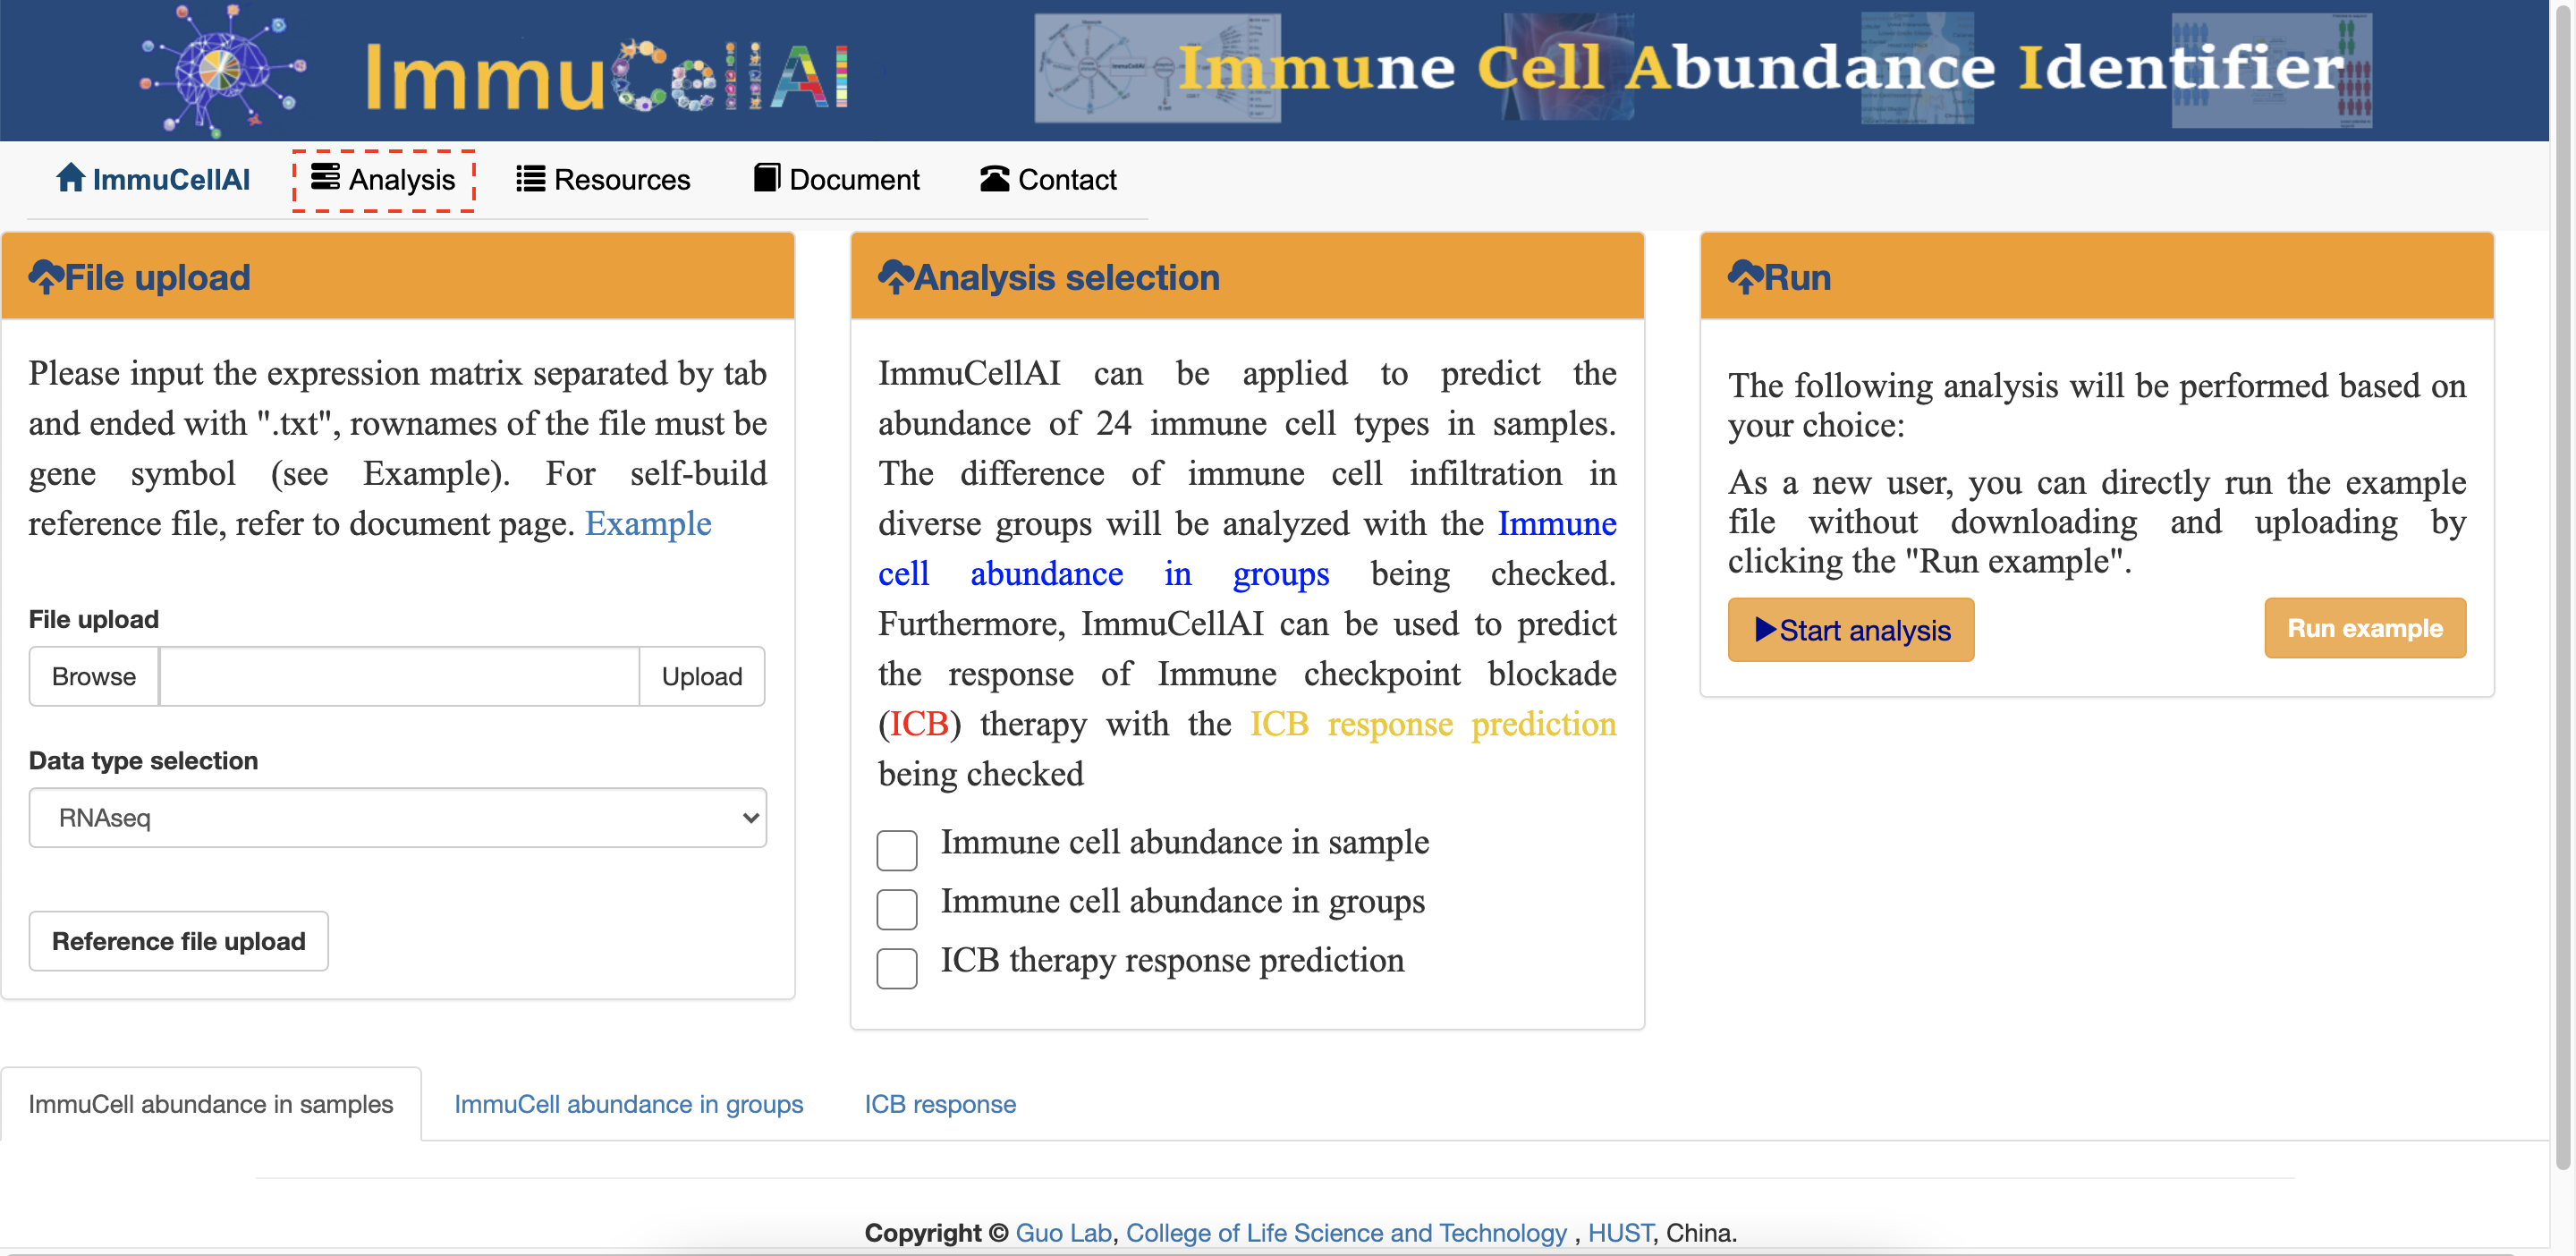 ImmuCellAI
Immune Cell Abundance Identifier
ImmuCellAI Analysis Resources Document Contact
File upload
Please input the expression matrix separated by tab
and ended with ".txt", rownames of the file must be
gene symbol (see Example). For self-build
reference file, refer to document page. Example
File upload
Browse Upload
Data type selection
RNAseq
Reference file upload
Analysis selection
ImmuCellAI can be applied to predict the
abundance of 24 immune cell types in samples.
The difference of immune cell infiltration in
diverse groups will be analyzed with the Immune
cell abundance in groups being checked.
Furthermore, ImmuCellAI can be used to predict
the response of Immune checkpoint blockade
(ICB) therapy with the ICB response prediction
being checked
Immune cell abundance in sample
Immune cell abundance in groups
ICB therapy response prediction
Run
The following analysis will be performed based on
your choice:
As a new user, you can directly run the example
file without downloading and uploading by
clicking the "Run example".
Start analysis Run example
ImmuCell abundance in samples ImmuCell abundance in groups ICB response
Copyright © Guo Lab, College of Life Science and Technology , HUST, China.